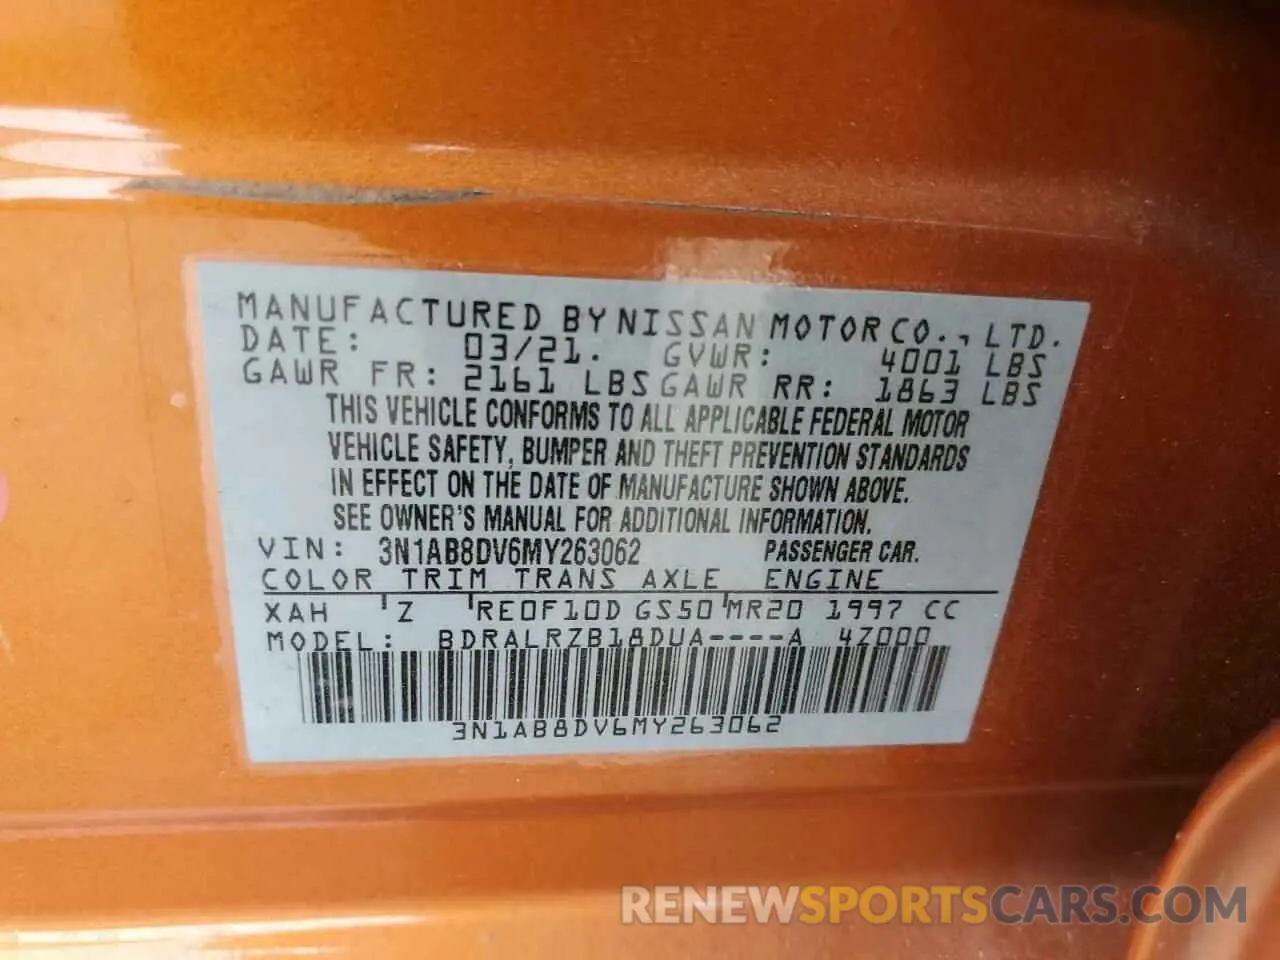 MANUFACTURED BY NISSAN MOTOR CO., LTD.
DATE: 03/21. GVWR: 4001 LBS
GAWR FR: 2161 LBS GAWR RR: 1863 LBS
THIS VEHICLE CONFORMS TO ALL APPLICABLE FEDERAL MOTOR
VEHICLE SAFETY, BUMPER AND THEFT PREVENTION STANDARDS
IN EFFECT ON THE DATE OF MANUFACTURE SHOWN ABOVE.
SEE OWNER'S MANUAL FOR ADDITIONAL INFORMATION.
VIN: 3N1AB8DV6MY263062 PASSENGER CAR.
COLOR TRIM TRANS AXLE ENGINE
XAH Z RE0F10D GS50 MR20 1997 CC
MODEL: BDRALRZB18DUA----A 4Z000
3N1AB8DV6MY263062
RENEWSPORTSCARS.COM